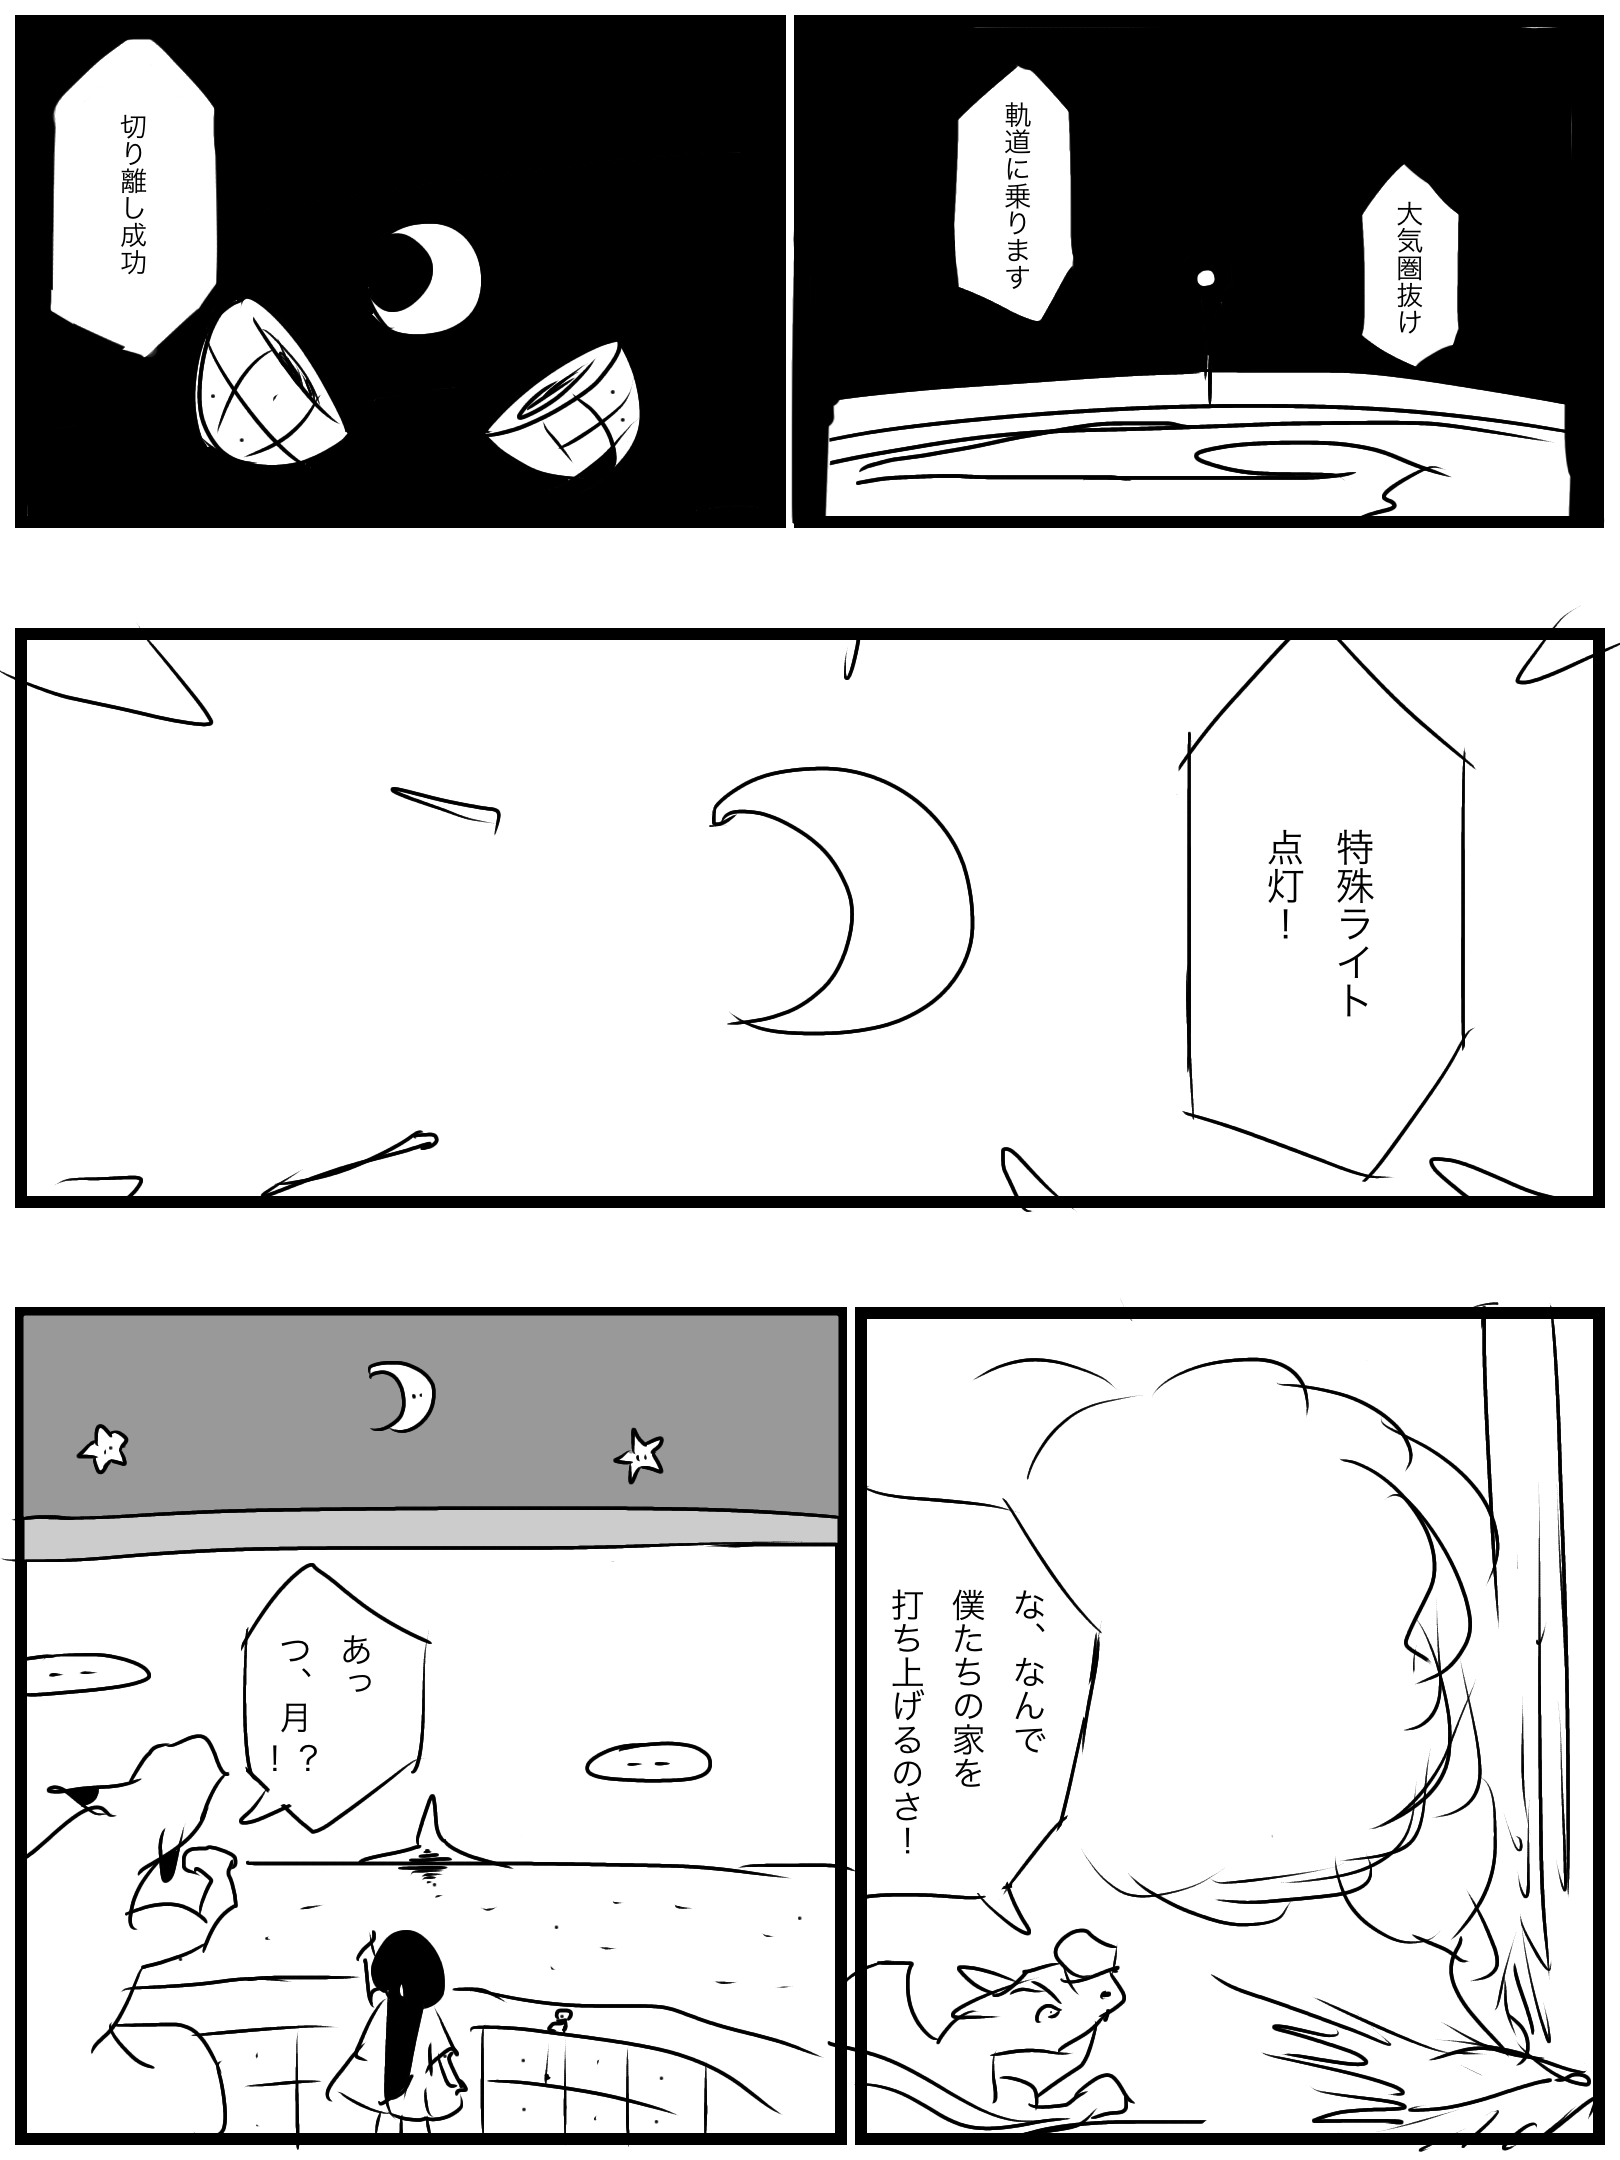 大気圏抜け
軌道に乗ります
切り離し成功
特殊ライト
点灯！
な、なんで
僕たちの家を
打ち上げるのさ！
あっ
つ、月
！？